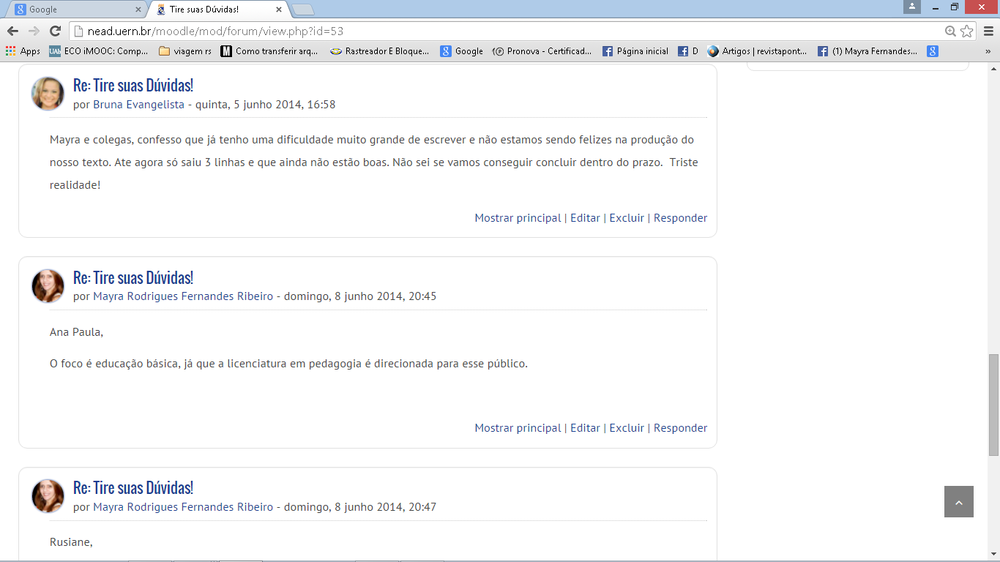 Google
Tire suas Dúvidas!
nead.uern.br/moodle/mod/forum/view.php?id=53
Apps
UAb ECO iMOOC: Comp...
viagem rs
M Como transferir arq...
Rastreador E Bloque...
Google
Pronova - Certificad...
Página inicial
D
Artigos | revistapont...
(1) Mayra Fernandes...
»
Re: Tire suas Dúvidas!
por Bruna Evangelista - quinta, 5 junho 2014, 16:58
Mayra e colegas, confesso que já tenho uma dificuldade muito grande de escrever e não estamos sendo felizes na produção do
nosso texto. Ate agora só saiu 3 linhas e que ainda não estão boas. Não sei se vamos conseguir concluir dentro do prazo.  Triste
realidade!
Mostrar principal | Editar | Excluir | Responder
Re: Tire suas Dúvidas!
por Mayra Rodrigues Fernandes Ribeiro - domingo, 8 junho 2014, 20:45
Ana Paula,
O foco é educação básica, já que a licenciatura em pedagogia é direcionada para esse público.
Mostrar principal | Editar | Excluir | Responder
Re: Tire suas Dúvidas!
por Mayra Rodrigues Fernandes Ribeiro - domingo, 8 junho 2014, 20:47
Rusiane,